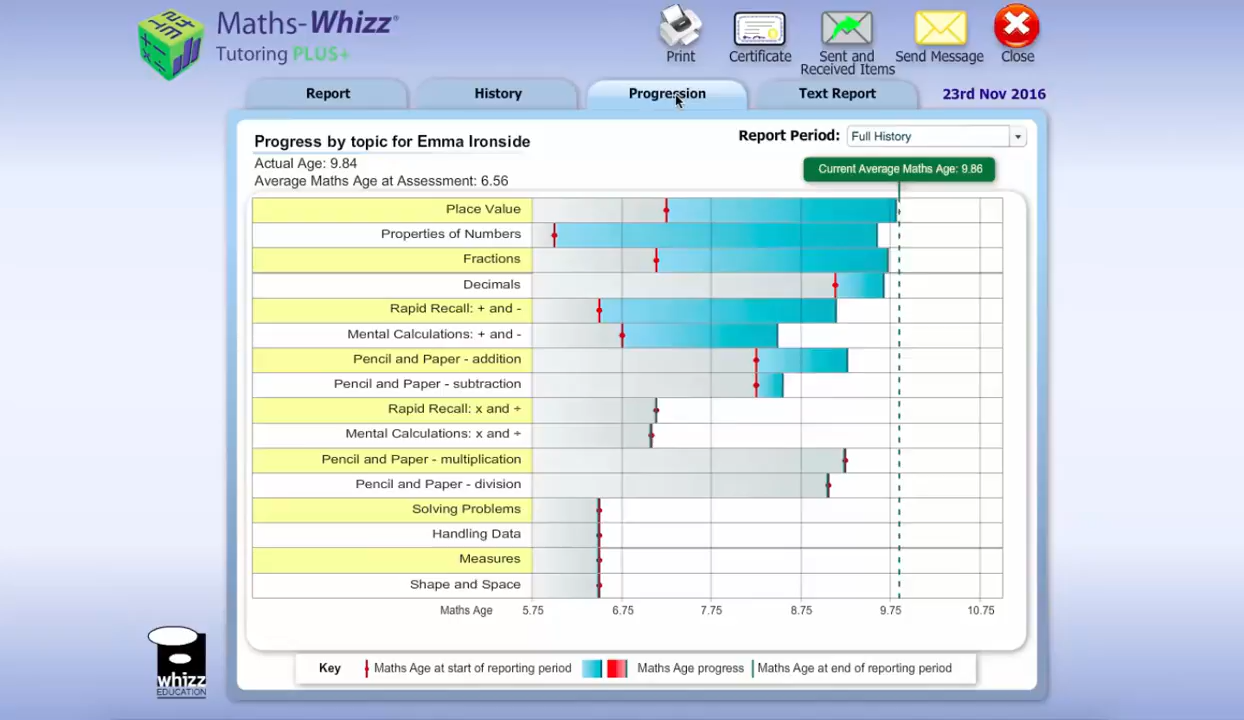 Maths-Whizz®
Tutoring PLUS+
Print
Certificate
Sent and
Received Items
Send Message
Close
Report
History
Progression
Text Report
23rd Nov 2016
Progress by topic for Emma Ironside
Report Period: Full History
Actual Age: 9.84
Average Maths Age at Assessment: 6.56
Current Average Maths Age: 9.86
Place Value
Properties of Numbers
Fractions
Decimals
Rapid Recall: + and -
Mental Calculations: + and -
Pencil and Paper - addition
Pencil and Paper - subtraction
Rapid Recall: x and ÷
Mental Calculations: x and ÷
Pencil and Paper - multiplication
Pencil and Paper - division
Solving Problems
Handling Data
Measures
Shape and Space
Maths Age 5.75 6.75 7.75 8.75 9.75 10.75
Key Maths Age at start of reporting period Maths Age progress Maths Age at end of reporting period
whizz
EDUCATION